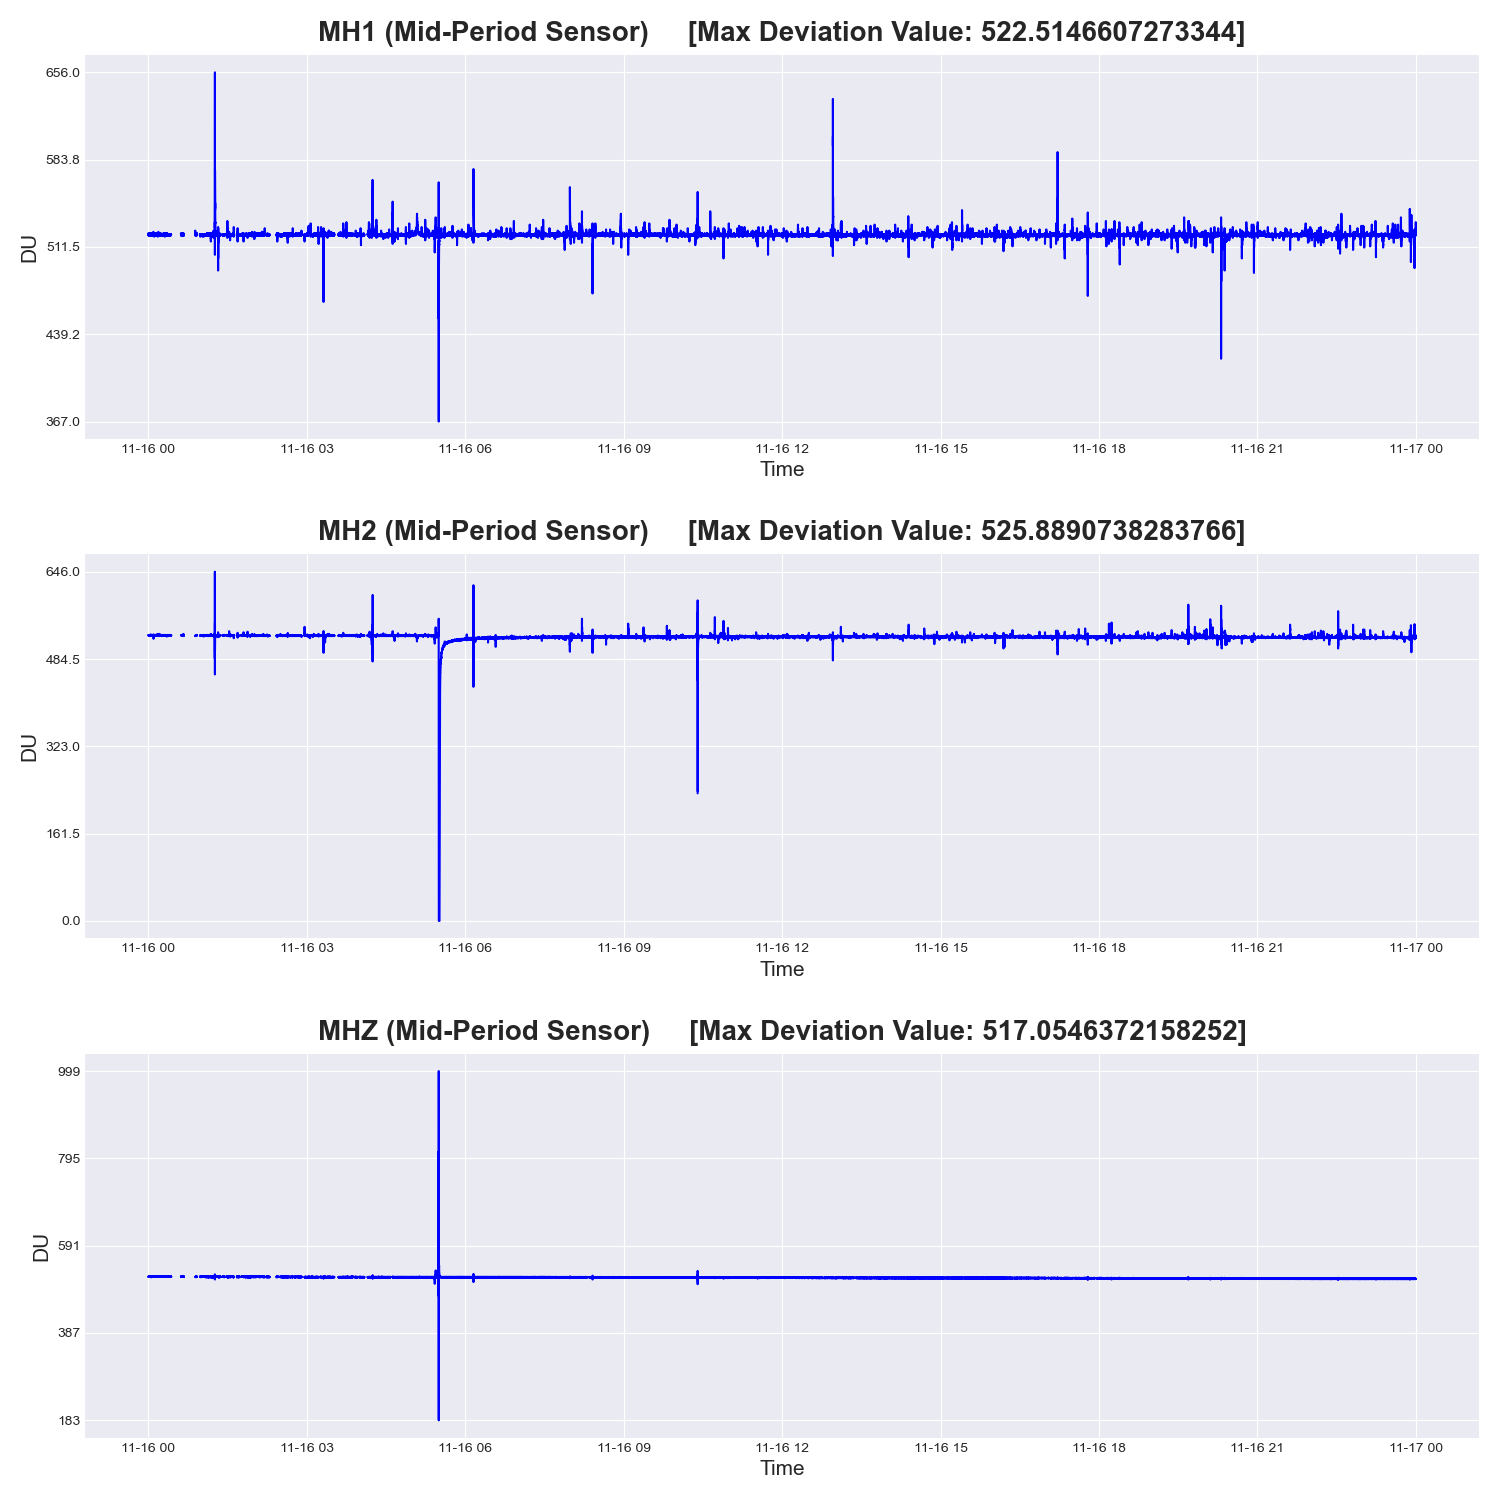 MH1 (Mid-Period Sensor) [Max Deviation Value: 522.5146607273344]
656.0
583.8
511.5
439.2
367.0
DU
11-16 00 11-16 03 11-16 06 11-16 09 11-16 12 11-16 15 11-16 18 11-16 21 11-17 00
Time
MH2 (Mid-Period Sensor) [Max Deviation Value: 525.8890738283766]
646.0
484.5
323.0
161.5
0.0
DU
11-16 00 11-16 03 11-16 06 11-16 09 11-16 12 11-16 15 11-16 18 11-16 21 11-17 00
Time
MHZ (Mid-Period Sensor) [Max Deviation Value: 517.0546372158252]
999
795
591
387
183
DU
11-16 00 11-16 03 11-16 06 11-16 09 11-16 12 11-16 15 11-16 18 11-16 21 11-17 00
Time